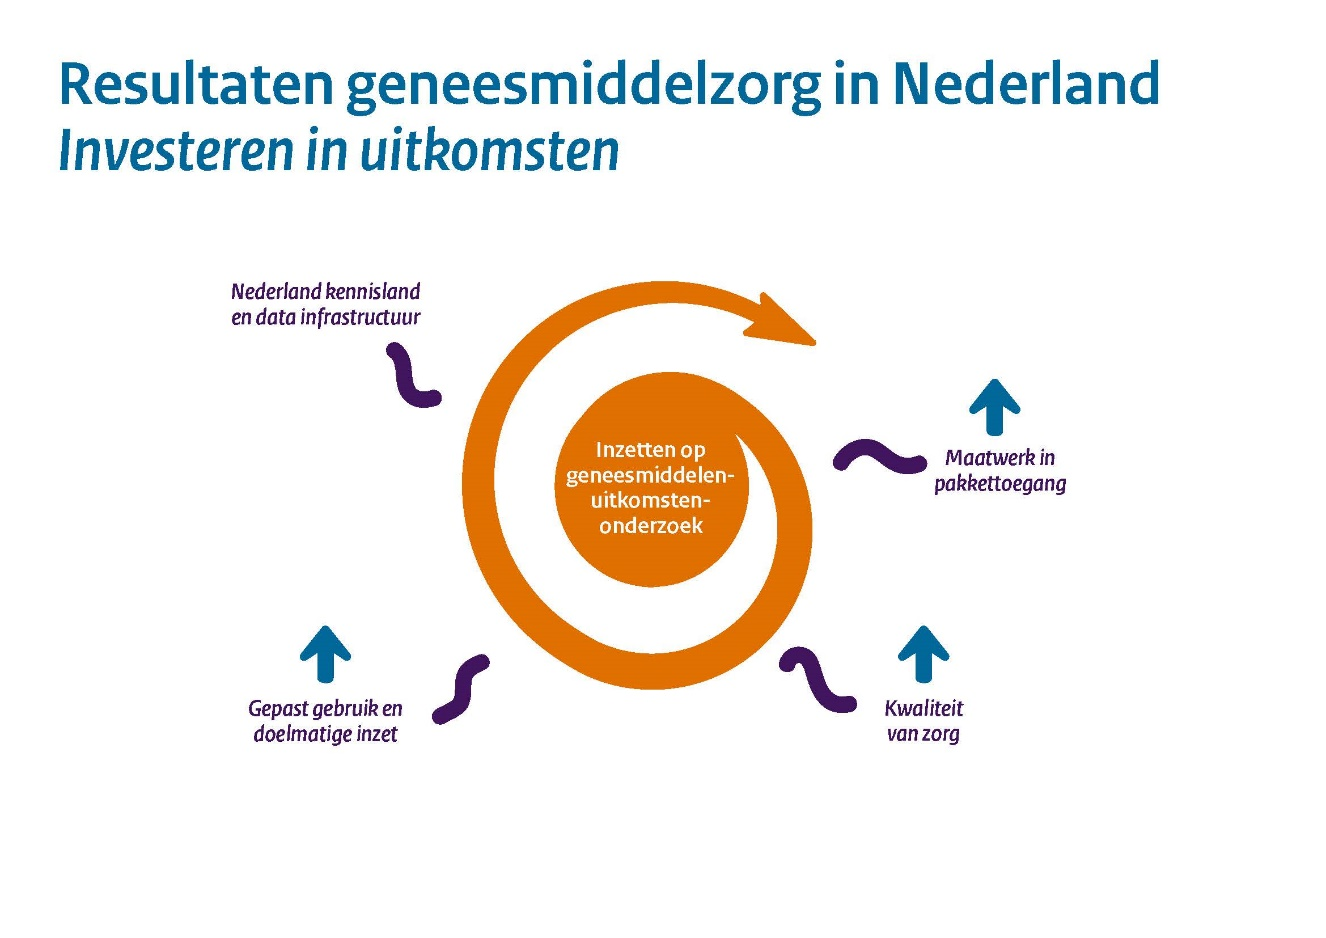 Resultaten geneesmiddelzorg in Nederland
Investeren in uitkomsten
Nederland kennisland
en data infrastructuur
Inzetten op
geneesmiddelen-
uitkomsten-
onderzoek
Maatwerk in
pakkettoegang
Gepast gebruik en
doelmatige inzet
Kwaliteit
van zorg